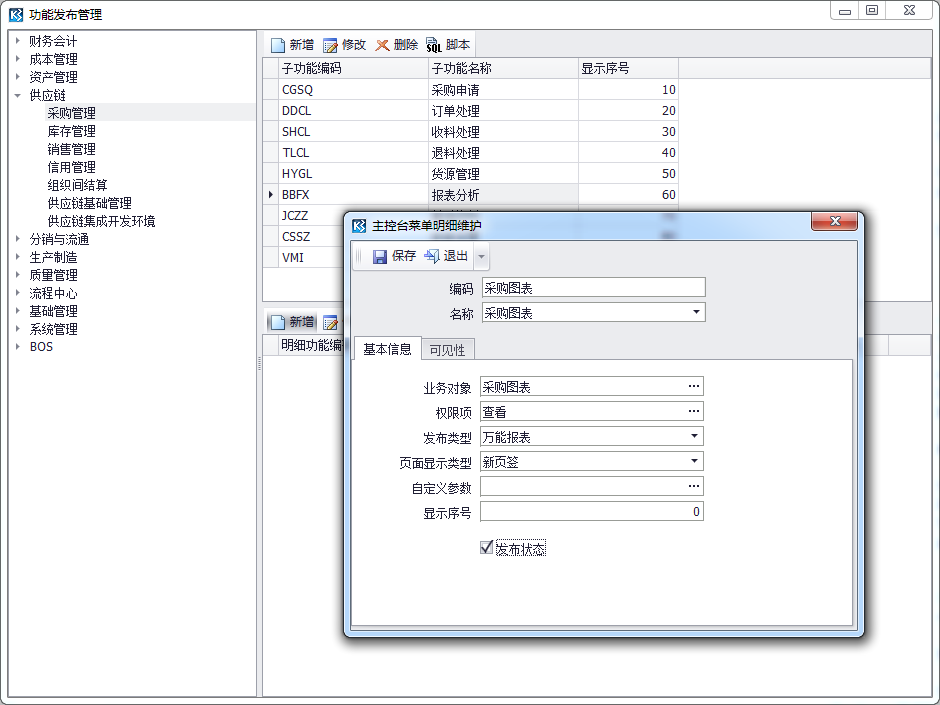 功能发布管理
财务会计
成本管理
资产管理
供应链
采购管理
库存管理
销售管理
信用管理
组织间结算
供应链基础管理
供应链集成开发环境
分销与流通
生产制造
质量管理
流程中心
基础管理
系统管理
BOS
新增 修改 删除 SQL 脚本
子功能编码 子功能名称 显示序号
CGSQ 采购申请 10
DDCL 订单处理 20
SHCL 收料处理 30
TLCL 退料处理 40
HYGL 货源管理 50
BBFX 报表分析 60
JCZZ
CSSZ
VMI
新增
明细功能编
主控台菜单明细维护
保存 退出
编码 采购图表
名称 采购图表
基本信息 可见性
业务对象 采购图表 ...
权限项 查看 ...
发布类型 万能报表
页面显示类型 新页签
自定义参数 ...
显示序号 0
发布状态